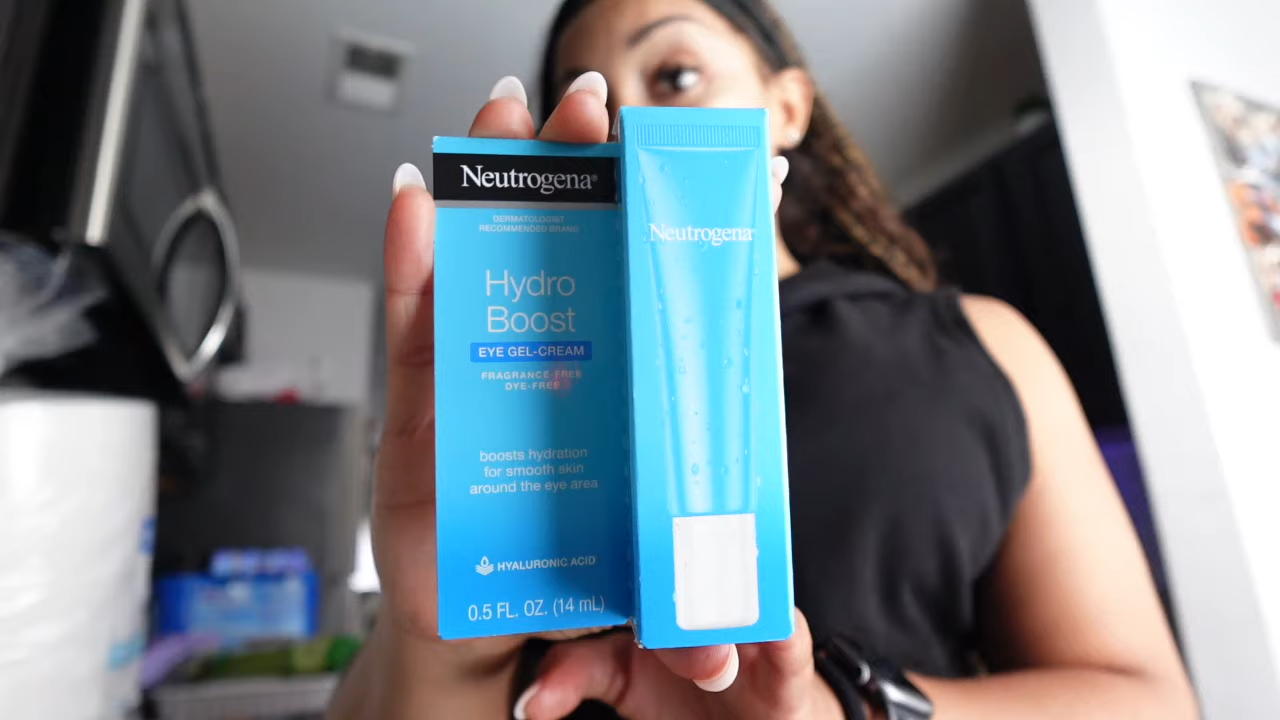 Neutrogena®
DERMATOLOGIST
RECOMMENDED BRAND
Hydro
Boost
EYE GEL-CREAM
FRAGRANCE-FREE
DYE-FREE
boosts hydration
for smooth skin
around the eye area
HYALURONIC ACID
0.5 FL. OZ. (14 mL)
Neutrogena®